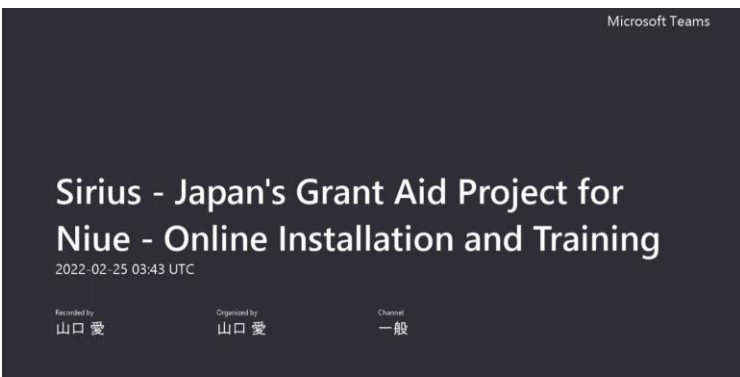 Microsoft Teams
Sirius - Japan's Grant Aid Project for
Niue - Online Installation and Training
2022-02-25 03:43 UTC
Recorded by
山口 愛
Organized by
山口 愛
Channel
一般